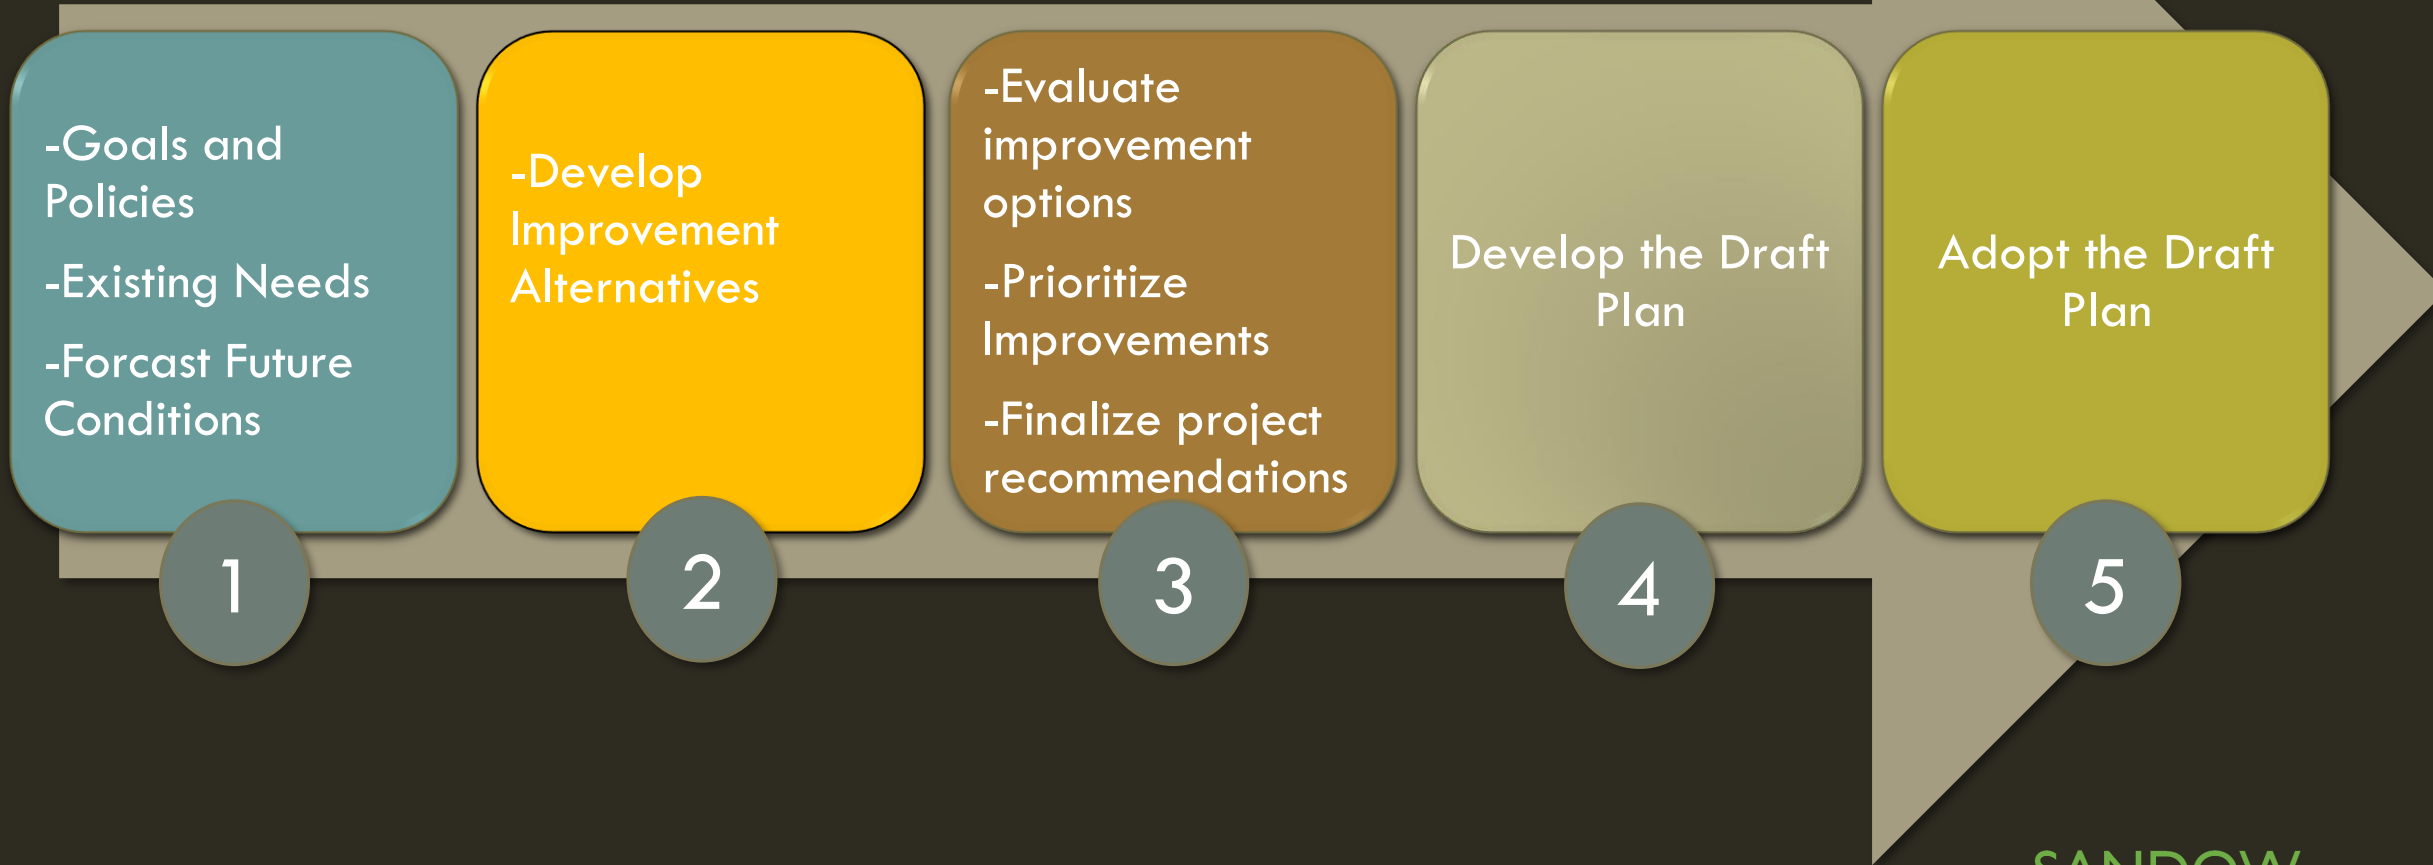 -Goals and
Policies
-Existing Needs
-Forcast Future
Conditions
1
-Develop
Improvement
Alternatives
2
-Evaluate
improvement
options
-Prioritize
Improvements
-Finalize project
recommendations
3
Develop the Draft
Plan
4
Adopt the Draft
Plan
5
SANDOW